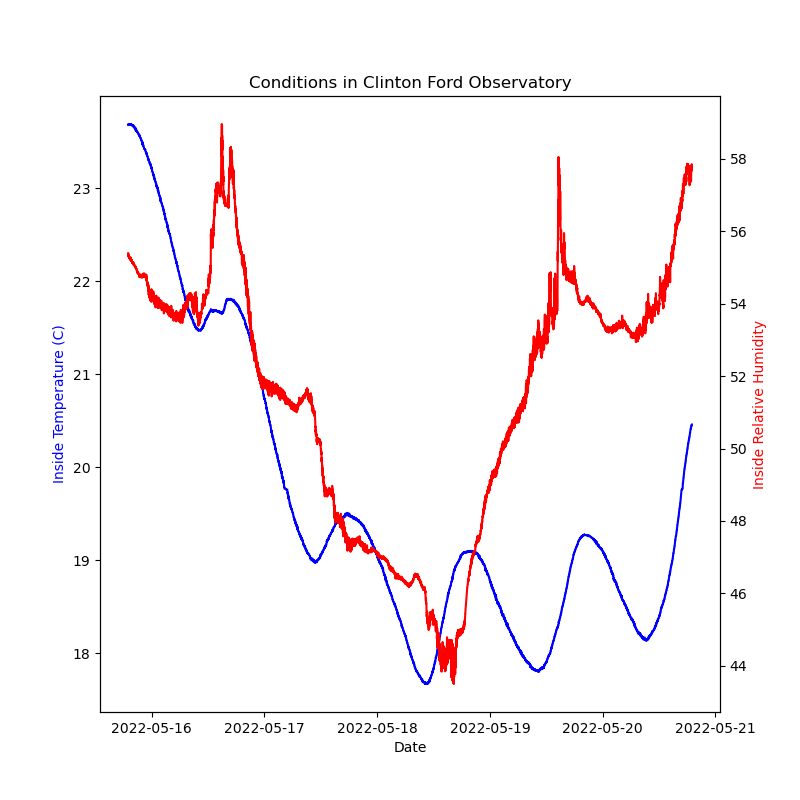 Conditions in Clinton Ford Observatory
Inside Temperature (C)
23
22
21
20
19
18
58
56
54
52
50
48
46
44
Inside Relative Humidity
2022-05-16 2022-05-17 2022-05-18 2022-05-19 2022-05-20 2022-05-21
Date